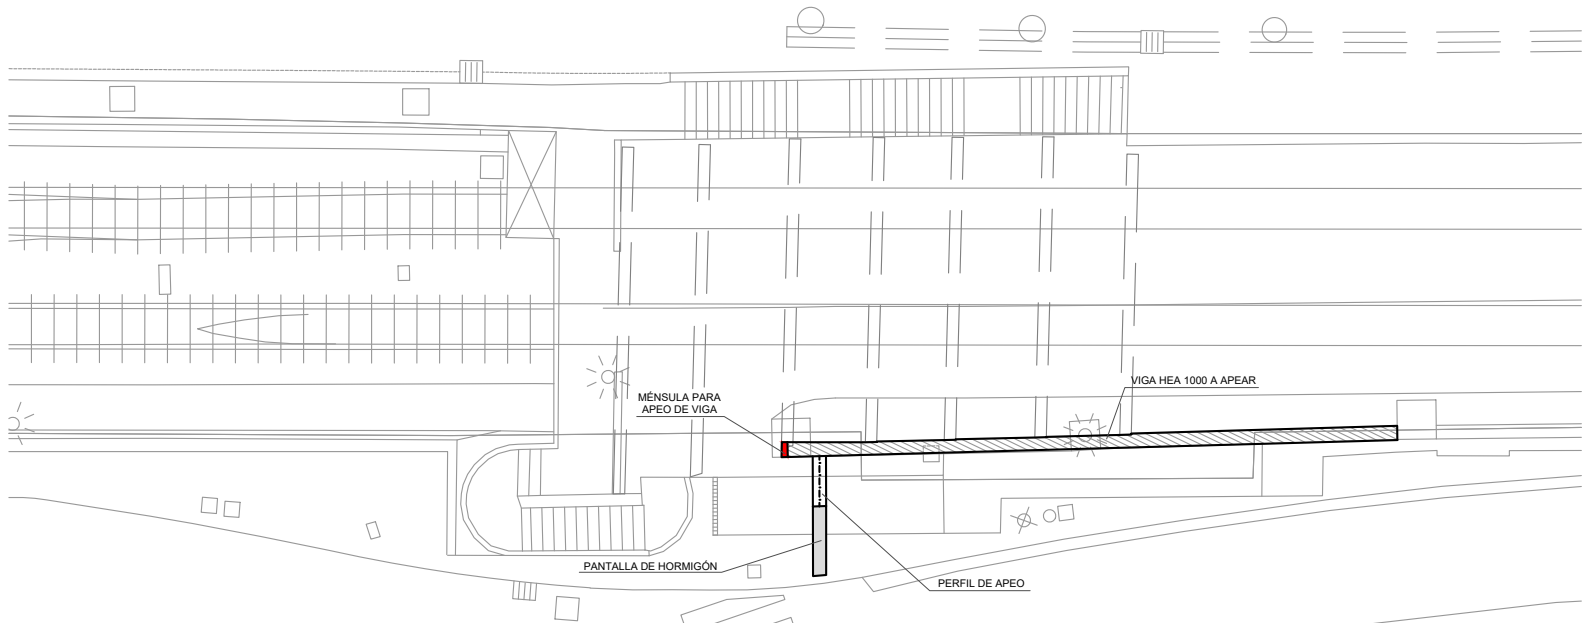 VIGA HEA 1000 A APEAR
MÉNSULA PARA
APEO DE VIGA
PANTALLA DE HORMIGÓN
PERFIL DE APEO